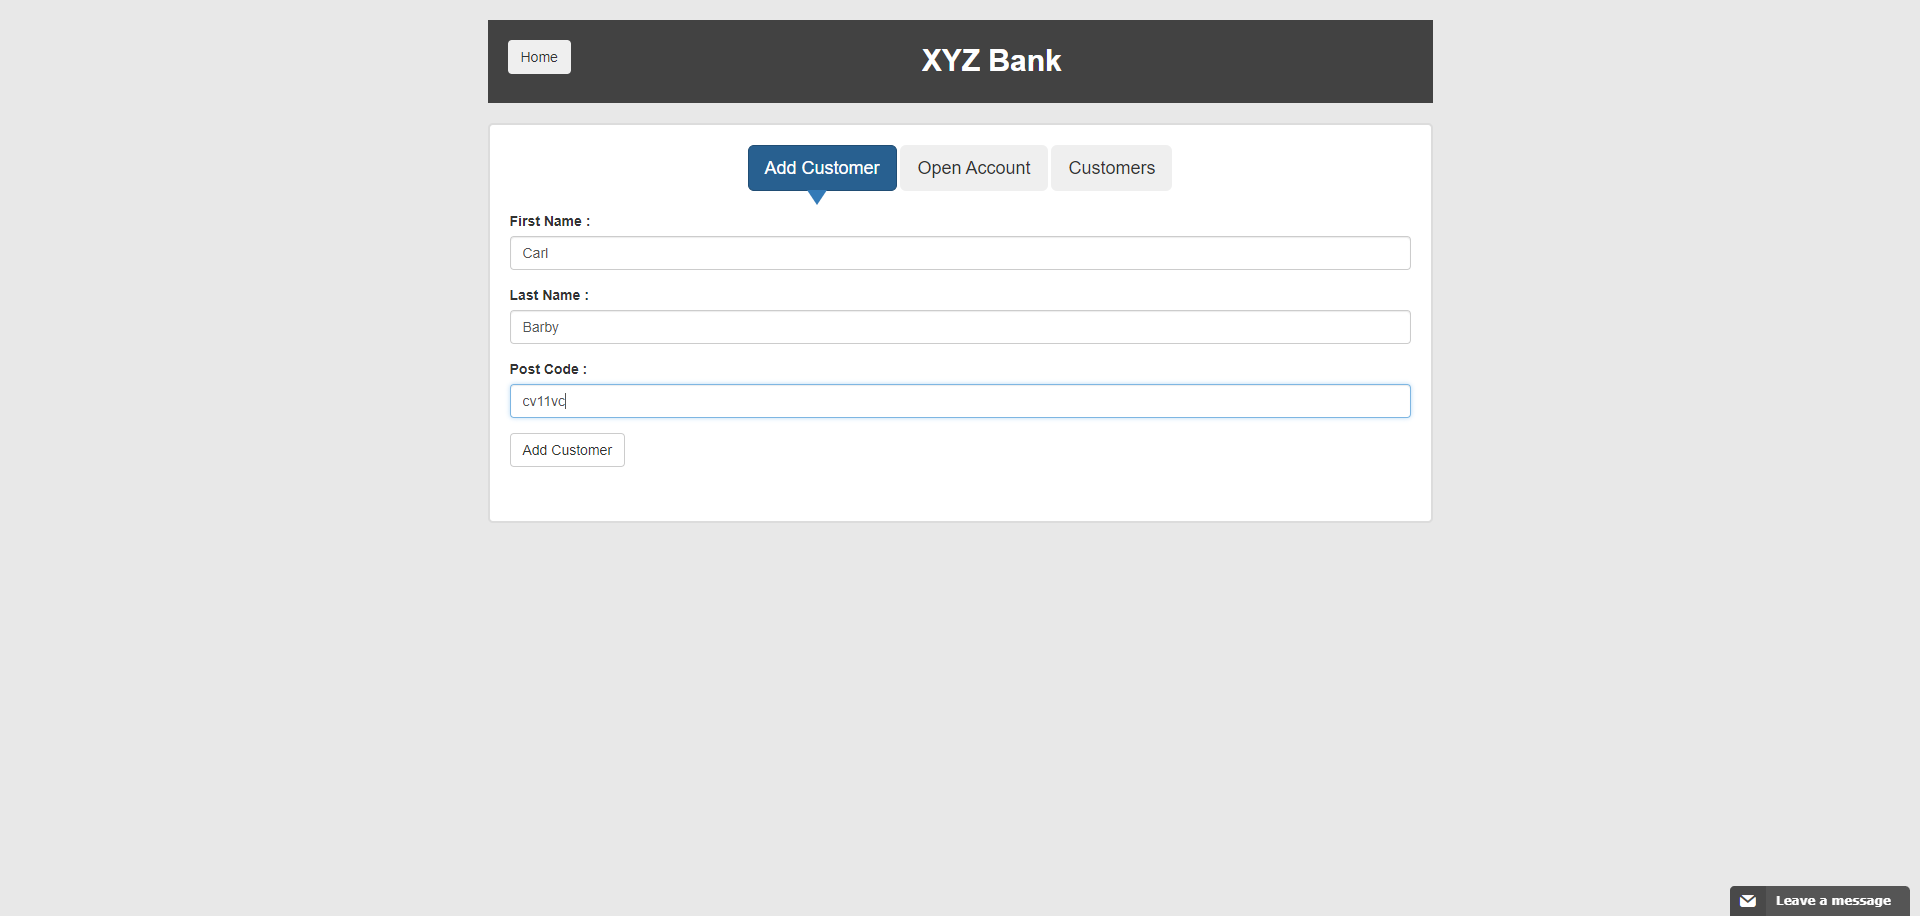 Home
XYZ Bank
Add Customer
Open Account
Customers
First Name :
Carl
Last Name :
Barby
Post Code :
cv11vc
Add Customer
Leave a message